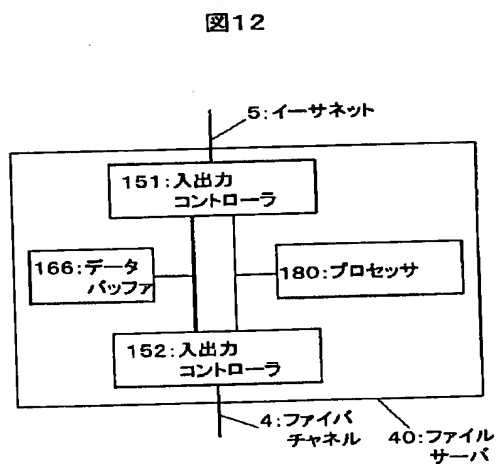 図12
5:イーサネット
151:入出力
コントローラ
166:データ
バッファ
180:プロセッサ
152:入出力
コントローラ
4:ファイバ
チャネル
40:ファイル
サーバ